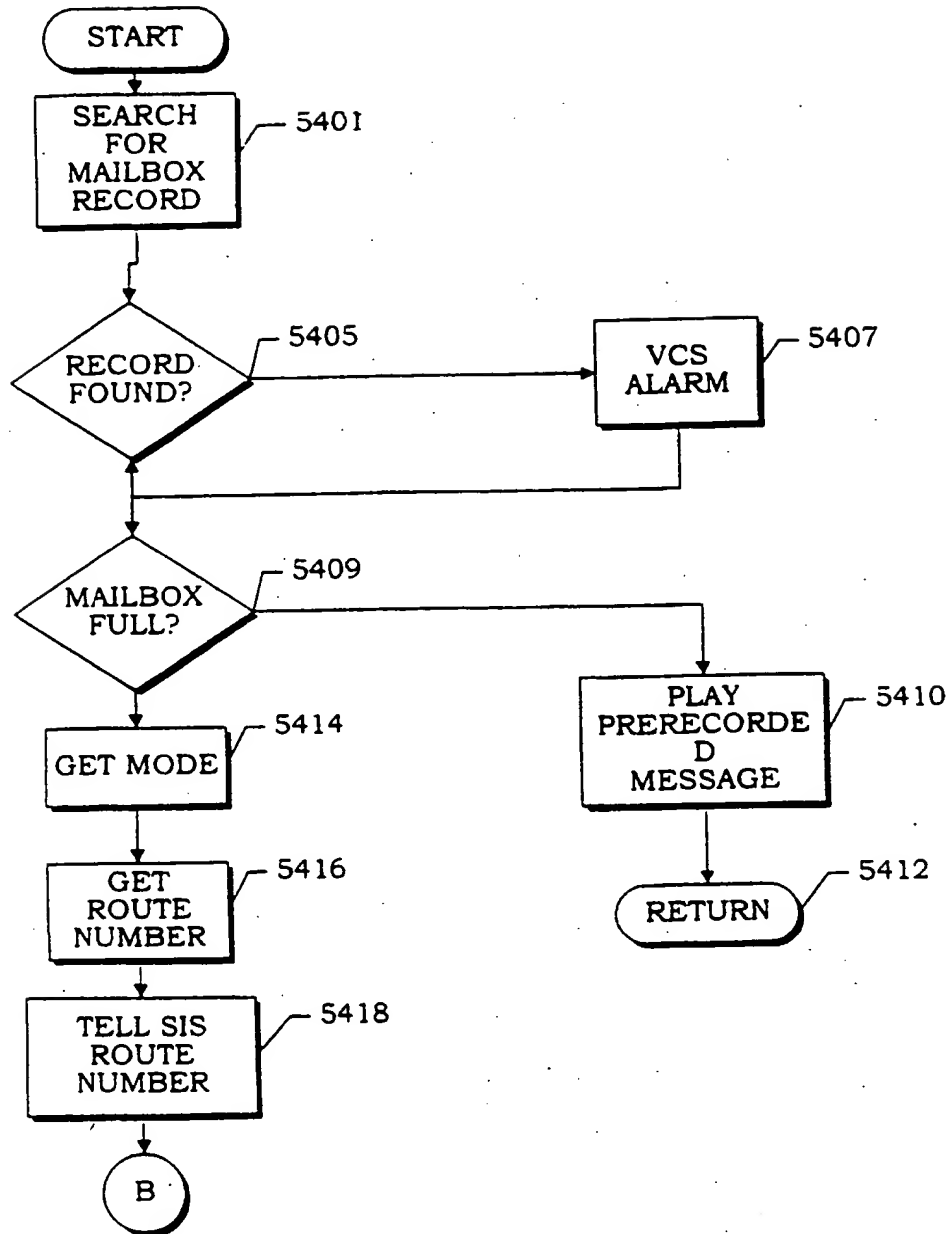 START
SEARCH
FOR
MAILBOX
RECORD
5401
RECORD
FOUND?
5405
VCS
ALARM
5407
MAILBOX
FULL?
5409
PLAY
PRERECORDE
D
MESSAGE
5410
GET MODE
5414
GET
ROUTE
NUMBER
5416
RETURN
5412
TELL SIS
ROUTE
NUMBER
5418
B